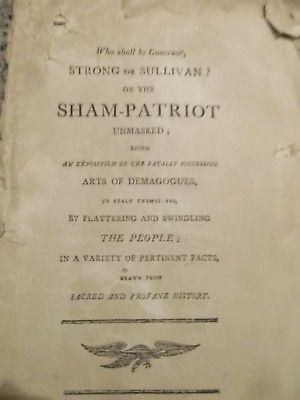 Who shall be Governor,
STRONG OR SULLIVAN?
OR THE
SHAM-PATRIOT
UNMASKED;
BEING
AN EXPOSITION OF THE FATALLY SUCCESSFUL
ARTS OF DEMAGOGUES,
TO EXALT THEMSELVES,
BY FLATTERING AND SWINDLING
THE PEOPLE;
IN A VARIETY OF PERTINENT FACTS,
DRAWN FROM
SACRED AND PROFANE HISTORY.